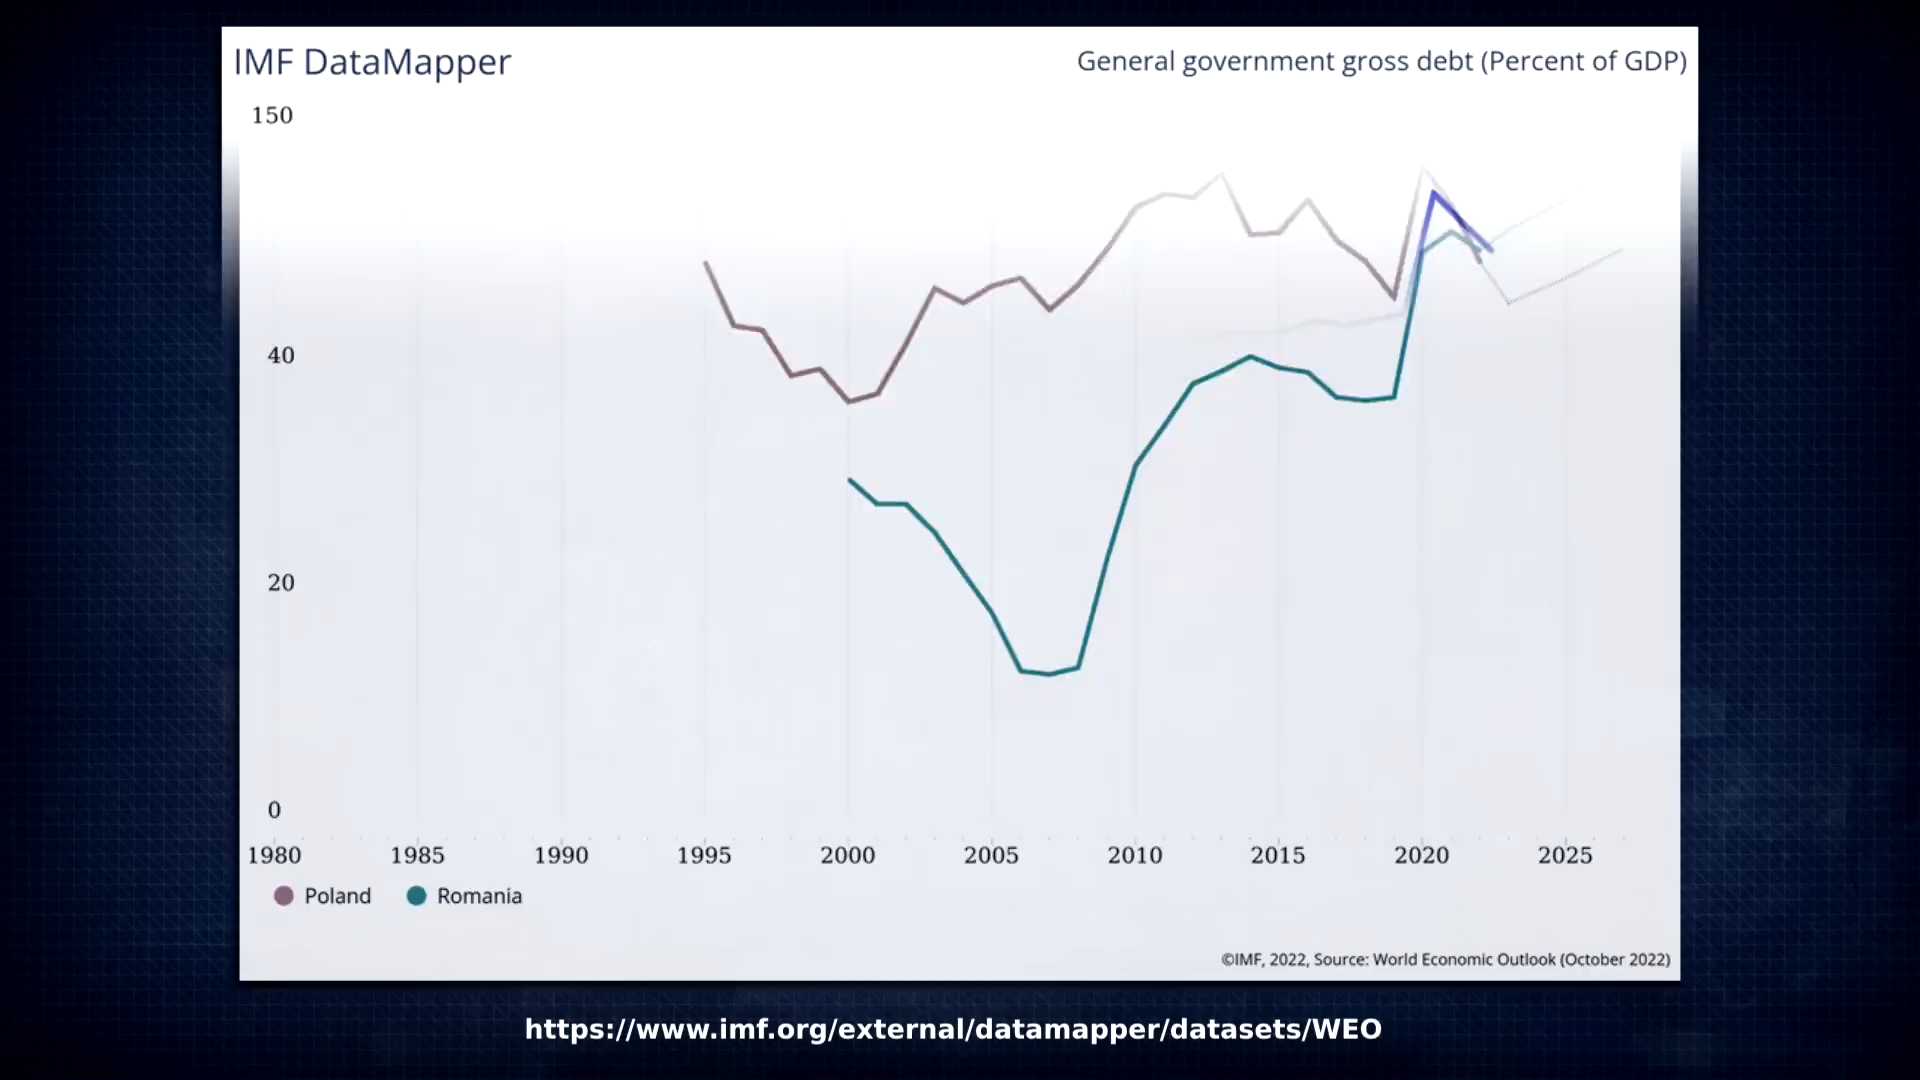 IMF DataMapper
General government gross debt (Percent of GDP)
150
40
20
0
1980 1985 1990 1995 2000 2005 2010 2015 2020 2025
Poland Romania
©IMF, 2022, Source: World Economic Outlook (October 2022)
https://www.imf.org/external/datamapper/datasets/WEO